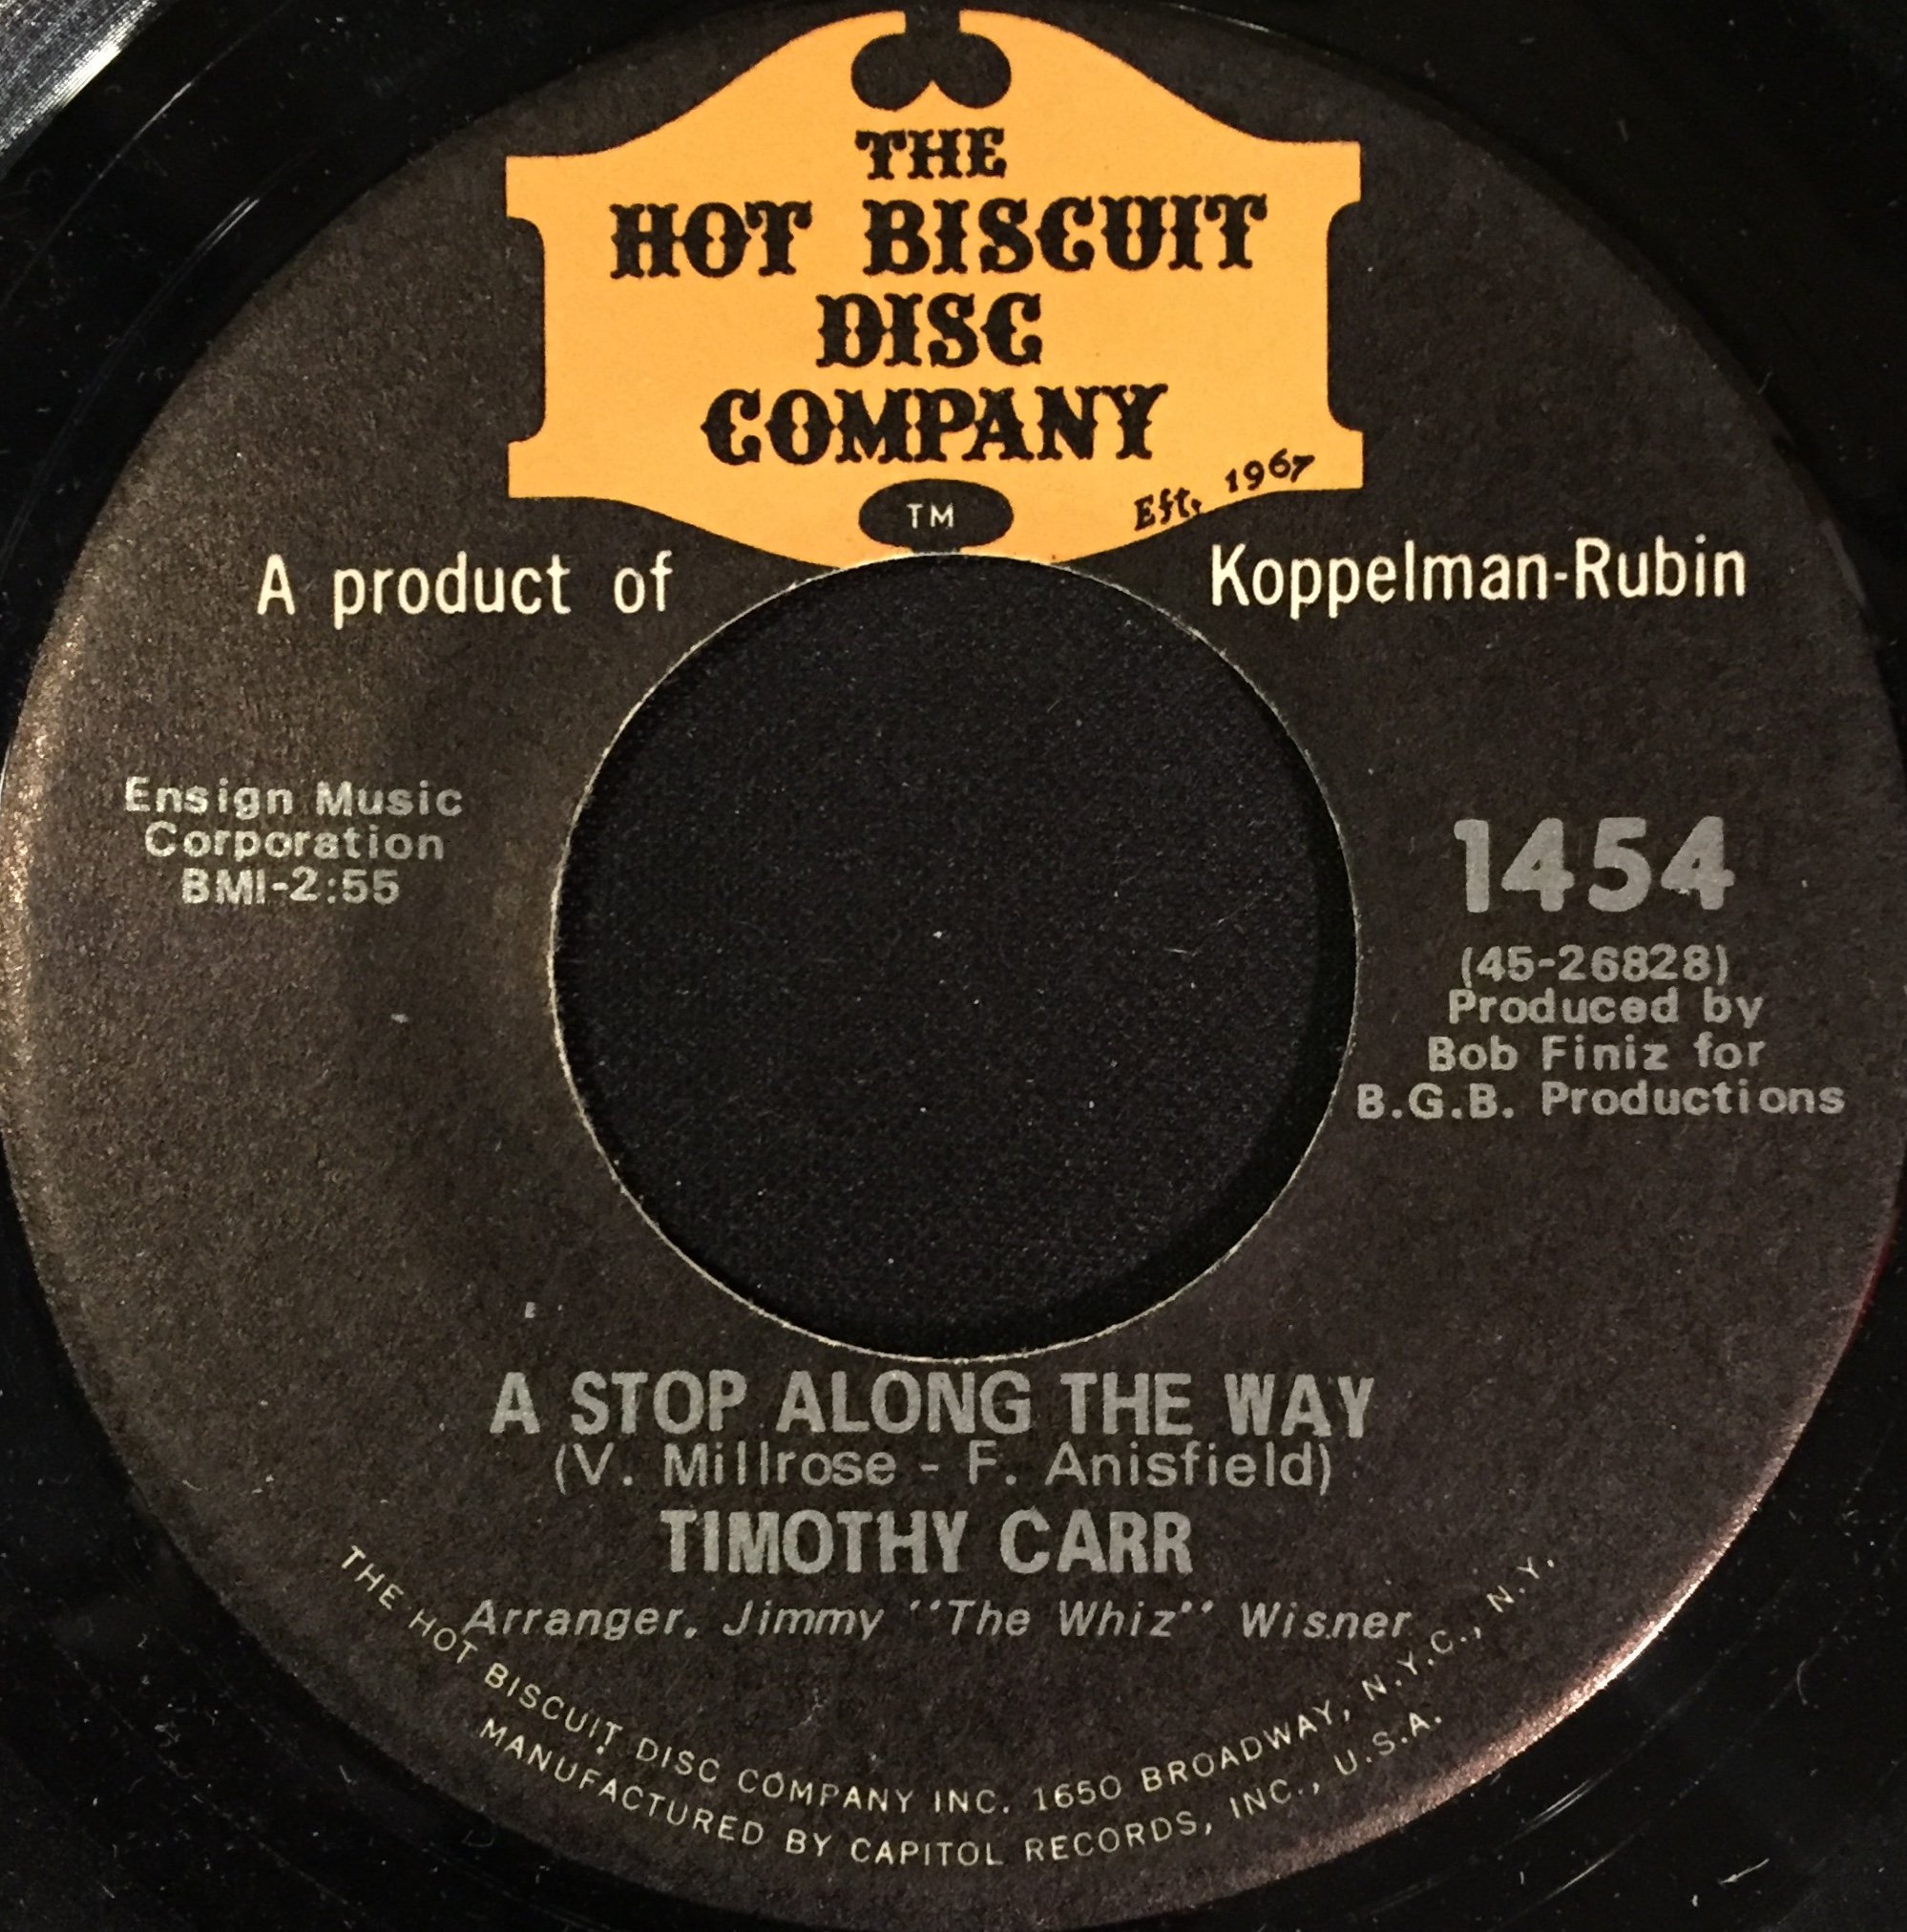 THE
HOT BISCUIT
DISC
COMPANY
TM
Eſt. 1967
A product of Koppelman-Rubin
Ensign Music
Corporation
BMI-2:55
1454
(45-26828)
Produced by
Bob Finiz for
B.G.B. Productions
A STOP ALONG THE WAY
(V. Millrose - F. Anisfield)
TIMOTHY CARR
Arranger. Jimmy "The Whiz" Wisner
THE HOT BISCUIT DISC COMPANY INC. 1650 BROADWAY, N.Y.C., N.Y.
MANUFACTURED BY CAPITOL RECORDS, INC., U.S.A.